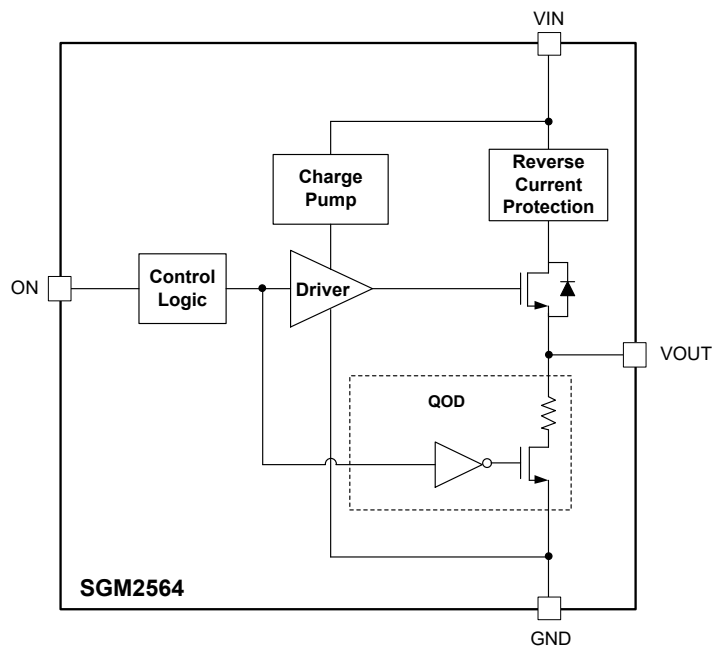 VIN
Charge
Pump
Reverse
Current
Protection
ON
Control
Logic
Driver
VOUT
QOD
SGM2564
GND